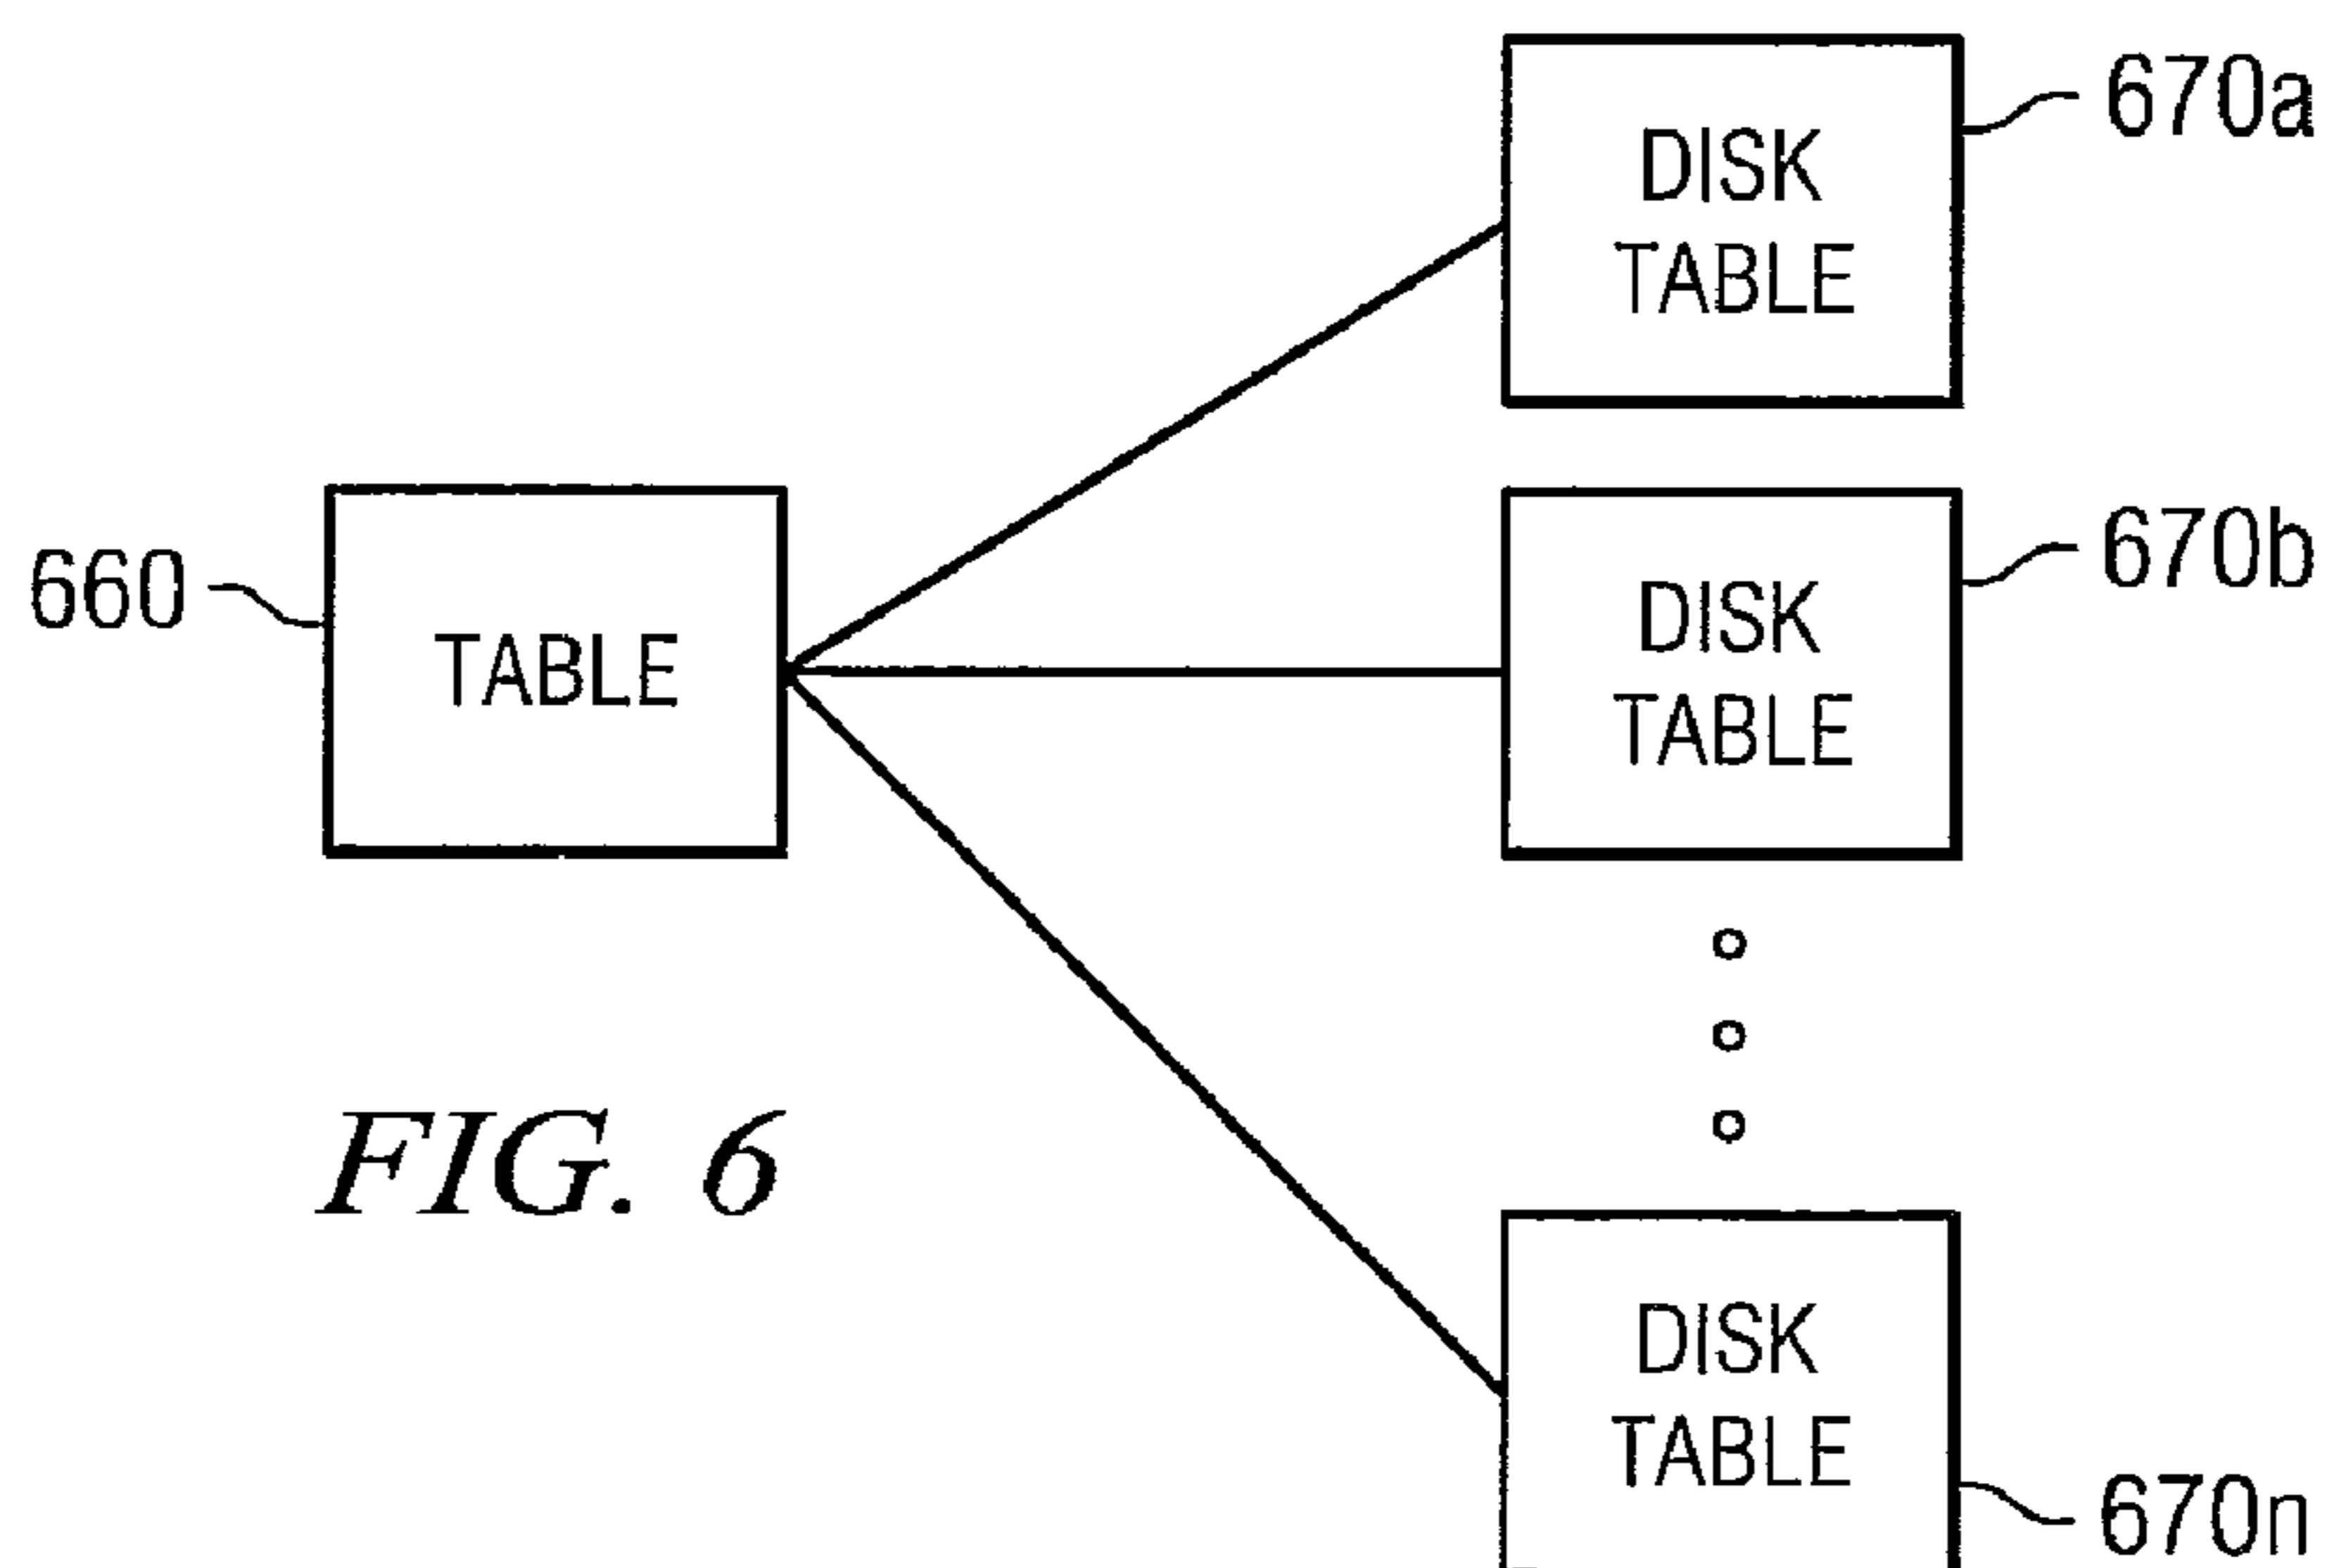 DISK
TABLE
670a
660
TABLE
DISK
TABLE
670b
FIG. 6
DISK
TABLE
670n